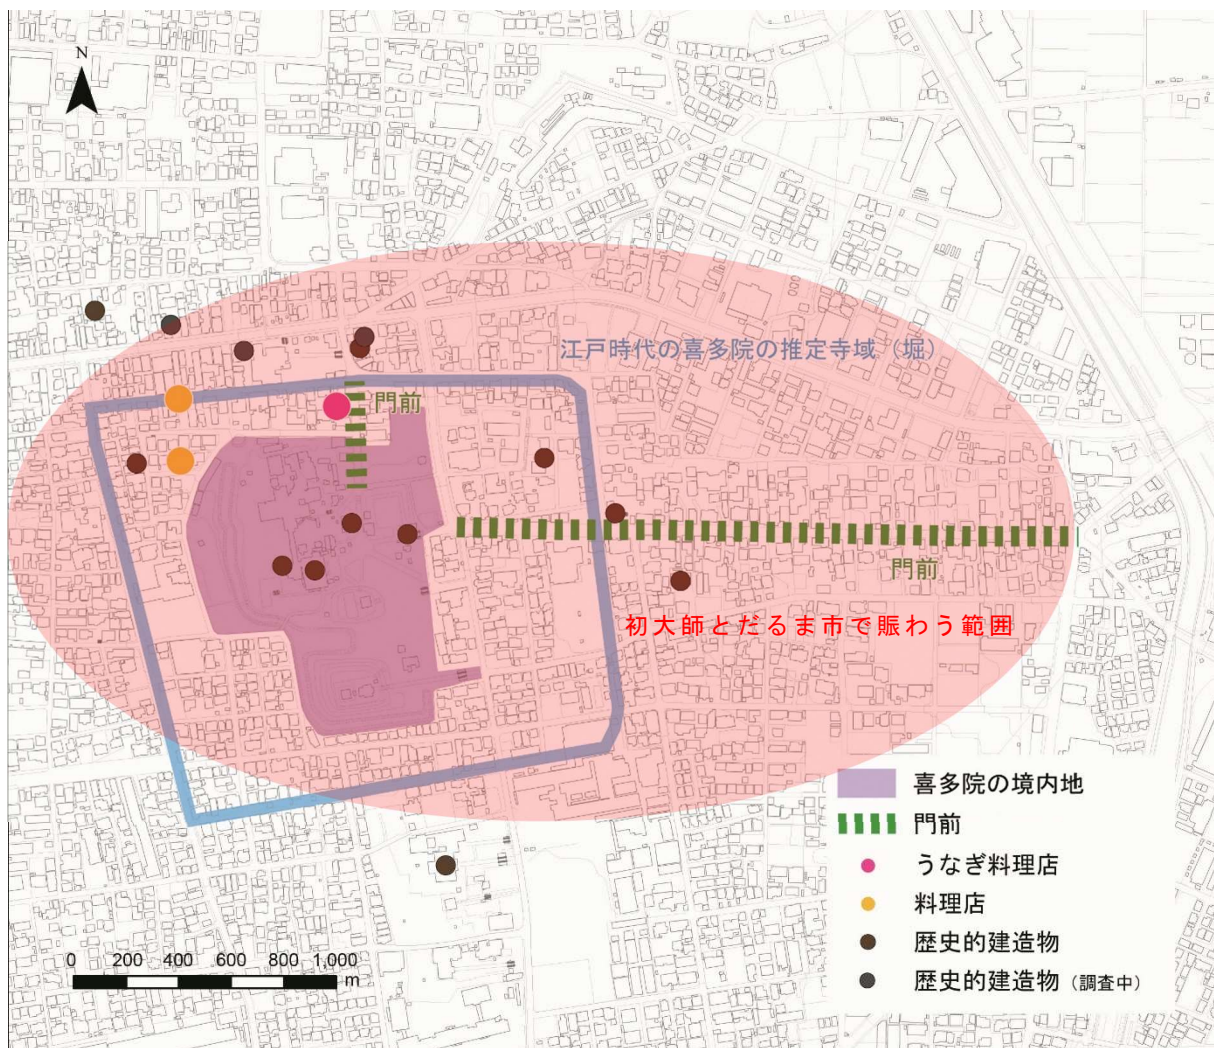 N
江戸時代の喜多院の推定寺域（堀）
門前
門前
初大師とだるま市で賑わう範囲
喜多院の境内地
門前
うなぎ料理店
料理店
歴史的建造物
歴史的建造物（調査中）
0 200 400 600 800 1,000
m